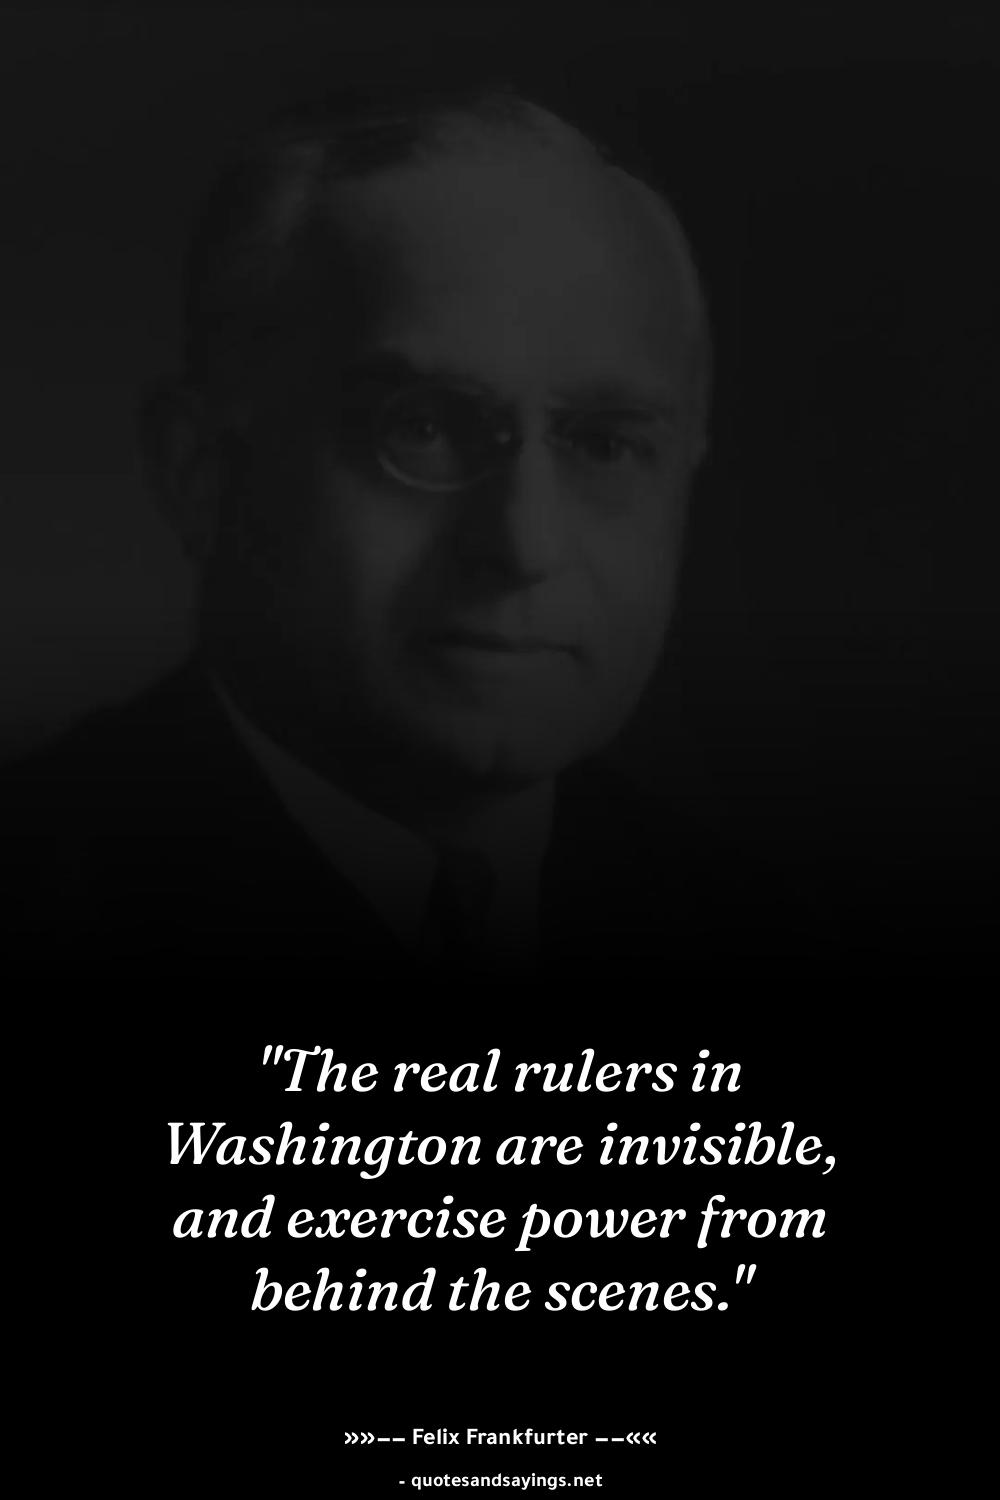 "The real rulers in
Washington are invisible,
and exercise power from
behind the scenes."
»»–– Felix Frankfurter ––««
- quotesandsayings.net